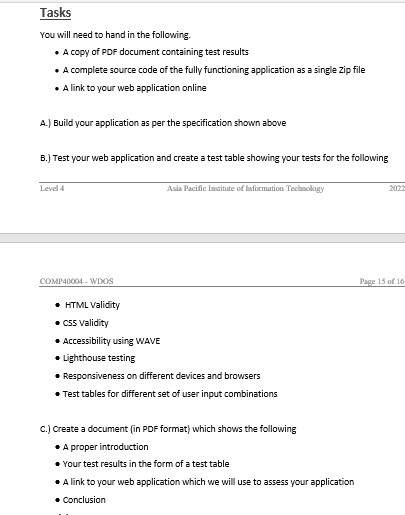 Tasks
You will need to hand in the following.
• A copy of PDF document containing test results
• A complete source code of the fully functioning application as a single Zip file
• A link to your web application online
A.) Build your application as per the specification shown above
B.) Test your web application and create a test table showing your tests for the following
Level 4 Asia Pacific Institute of Information Technology 2022
COMP40004 - WDOS Page 15 of 16
• HTML Validity
• CSS Validity
• Accessibility using WAVE
• Lighthouse testing
• Responsiveness on different devices and browsers
• Test tables for different set of user input combinations
C.) Create a document (in PDF format) which shows the following
• A proper introduction
• Your test results in the form of a test table
• A link to your web application which we will use to assess your application
• Conclusion